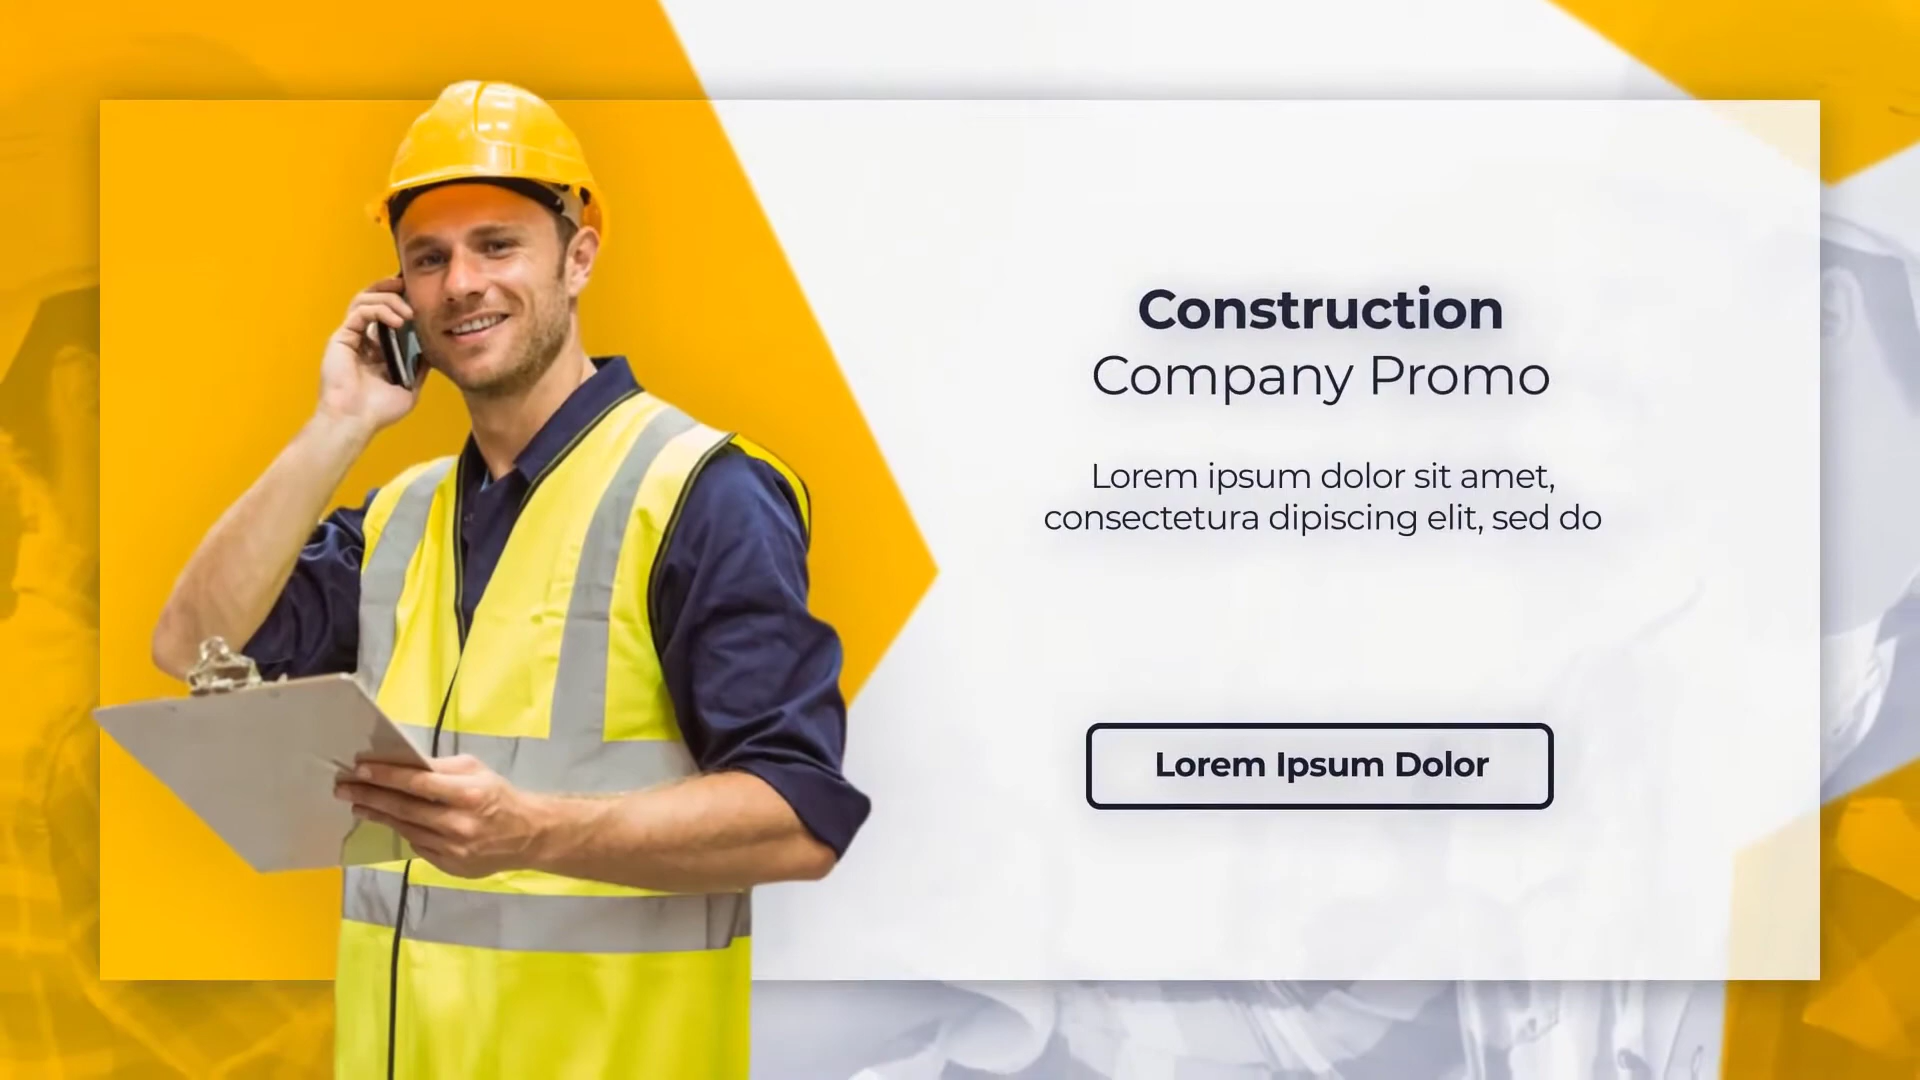 Construction
Company Promo
Lorem ipsum dolor sit amet,
consectetura dipiscing elit, sed do
Lorem Ipsum Dolor